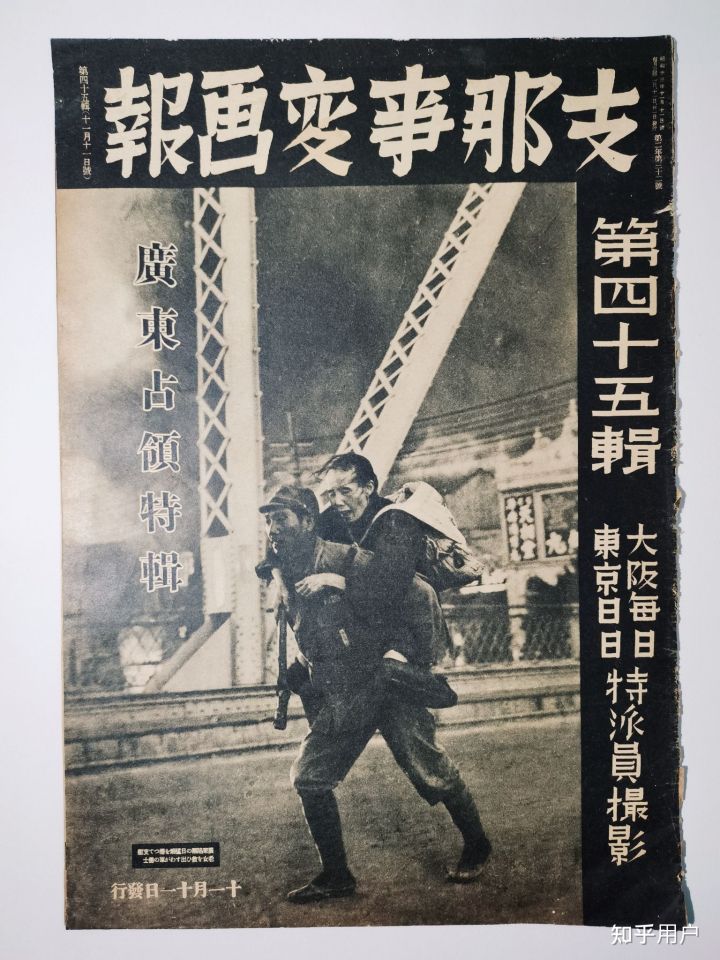 支那事変画報
第四十五輯
大阪毎日
東京日日
特派員撮影
第四十五輯(十一月十一日號)
廣東占領特輯
十一月十一日發行
知乎用户